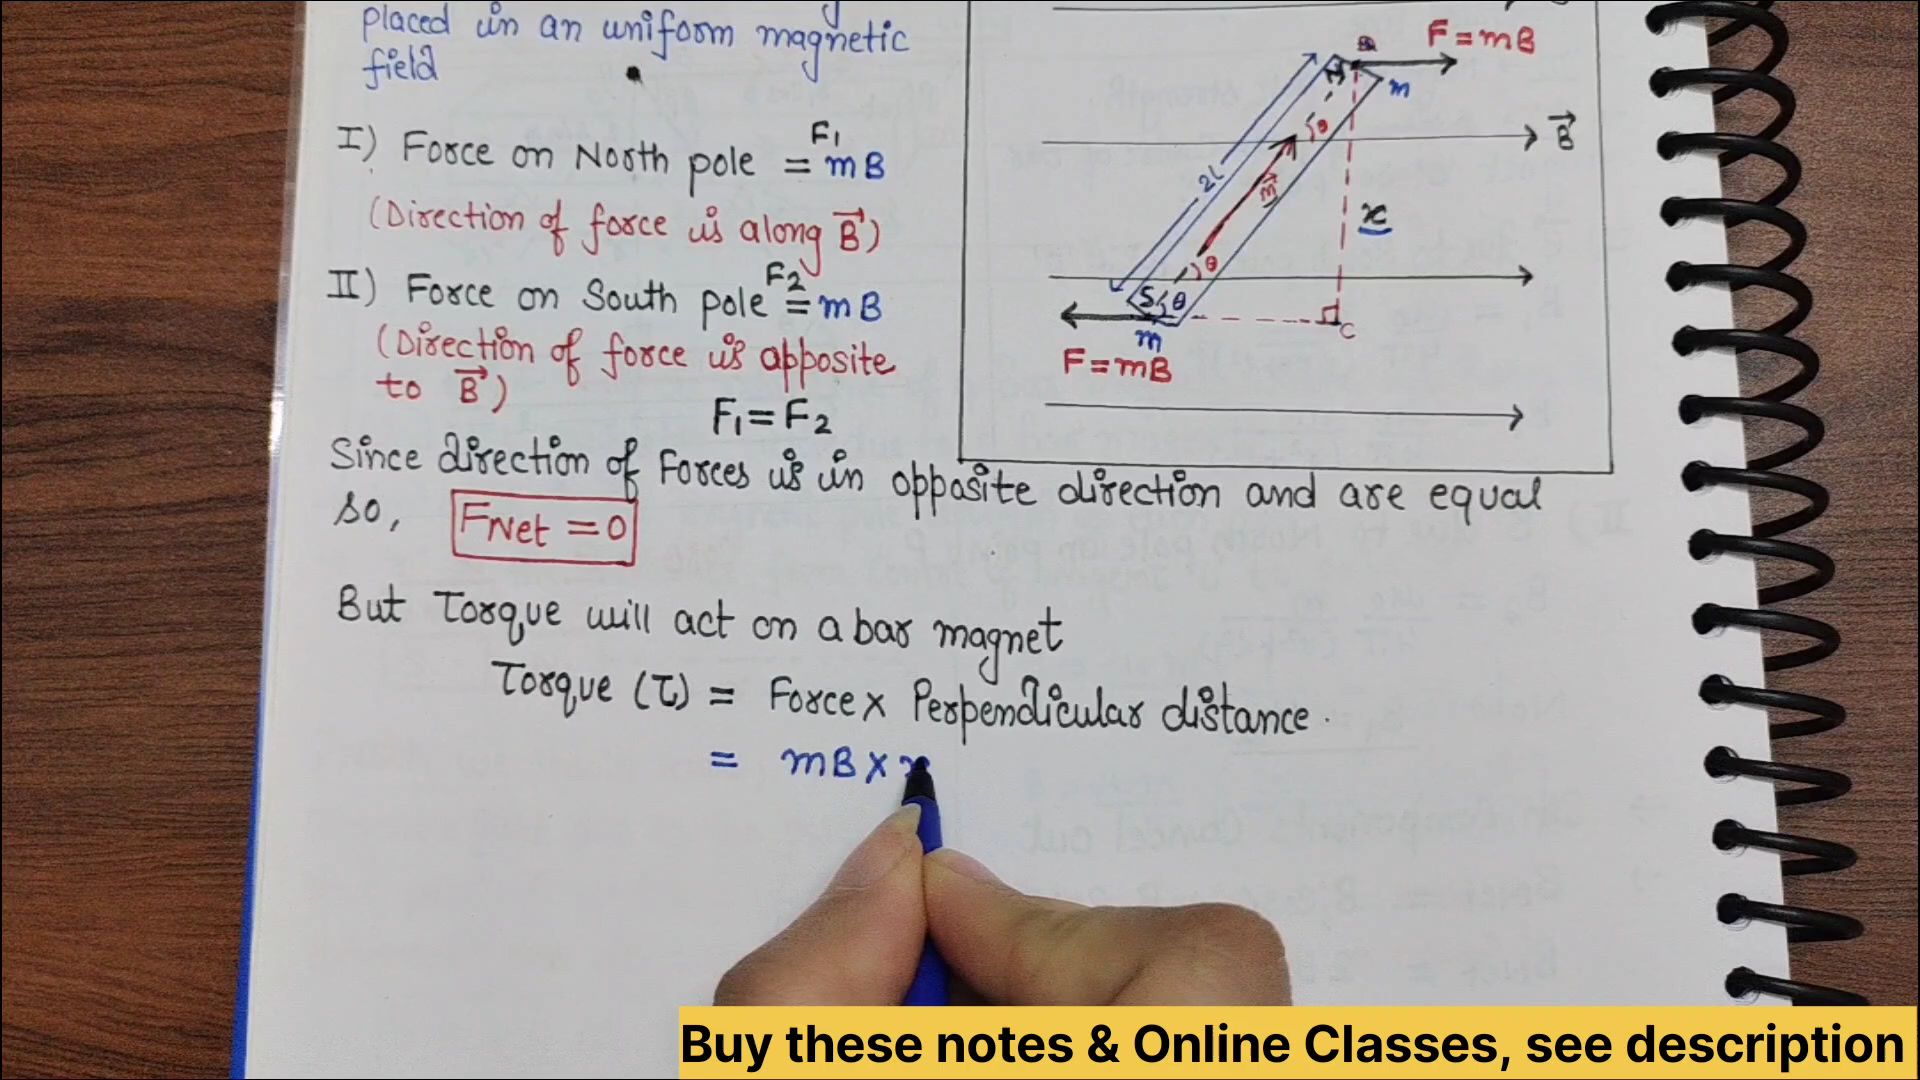 placed in an uniform magnetic
field
I) Force on North pole = mB
F1
(Direction of force is along B⃗)
II) Force on South pole = mB
F2
(Direction of force is apposite
to B⃗)
F1 = F2
Since direction of Forces is in opposite direction and are equal
so, FNet = 0
But Torque will act on a bar magnet
Torque (τ) = Force × Perpendicular distance.
= mB ×
F = mB
m
B⃗
θ
2l
m⃗
x
θ
S θ
C
m
F = mB
Buy these notes & Online Classes, see description